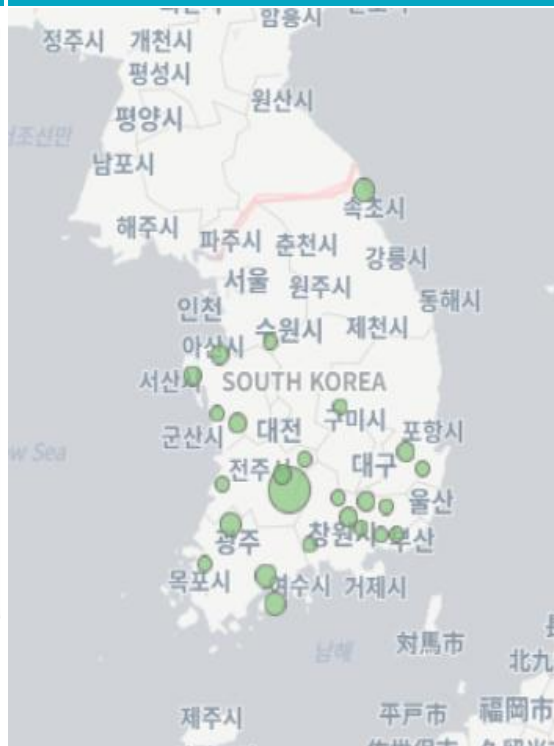 함흥시
정주시
개천시
평성시
원산시
평양시
남포시
속초시
해주시
파주시
춘천시
강릉시
서울
원주시
인천
동해시
수원시
제천시
아산시
서산시
SOUTH KOREA
구미시
대전
포항시
군산시
전주시
대구
울산
창원시
부산
광주
목포시
여수시
거제시
남해
対馬市
北九
제주시
平戸市
福岡市